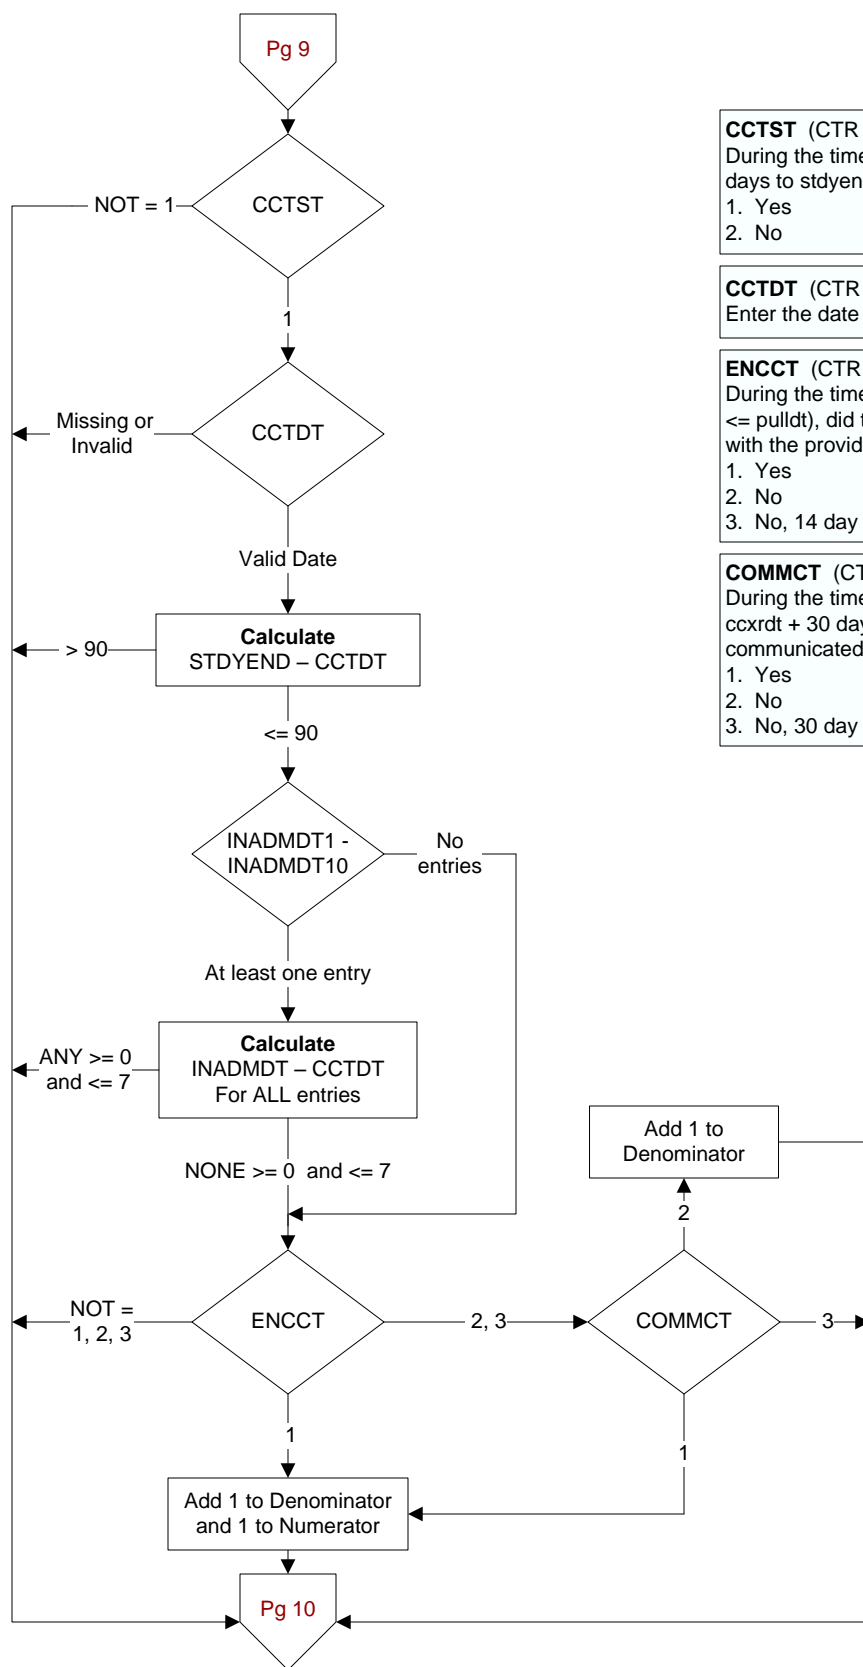 Pg 9
CCTST
NOT = 1
1
CCTDT
Missing or
Invalid
Valid Date
Calculate
STDYEND – CCTDT
> 90
<= 90
INADMDT1 -
INADMDT10
No
entries
At least one entry
Calculate
INADMDT – CCTDT
For ALL entries
ANY >= 0
and <= 7
NONE >= 0 and <= 7
ENCCT
NOT =
1, 2, 3
2, 3
COMMCT
Add 1 to
Denominator
2
3
1
1
Add 1 to Denominator
and 1 to Numerator
Pg 10
CCTST (CTR
During the time
days to stdyen
1. Yes
2. No
CCTDT (CTR
Enter the date
ENCCT (CTR
During the time
<= pulldt), did t
with the provid
1. Yes
2. No
3. No, 14 day
COMMCT (CT
During the time
ccxrdt + 30 day
communicated
1. Yes
2. No
3. No, 30 day